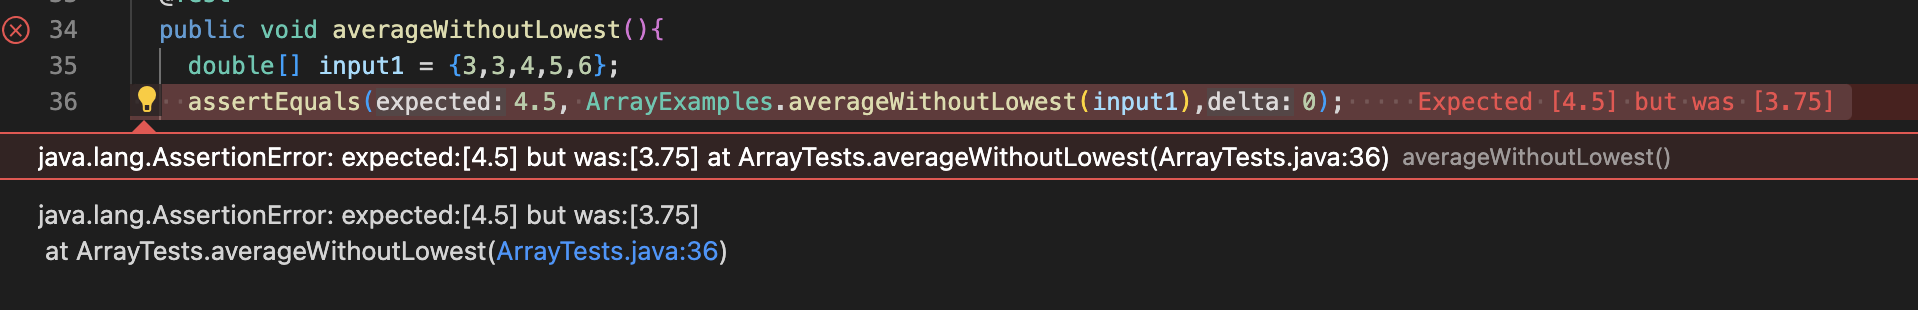 34 public void averageWithoutLowest(){
35 double[] input1 = {3,3,4,5,6};
36 assertEquals(expected: 4.5, ArrayExamples.averageWithoutLowest(input1),delta: 0); Expected [4.5] but was [3.75]
java.lang.AssertionError: expected:[4.5] but was:[3.75] at ArrayTests.averageWithoutLowest(ArrayTests.java:36) averageWithoutLowest()
java.lang.AssertionError: expected:[4.5] but was:[3.75]
at ArrayTests.averageWithoutLowest(ArrayTests.java:36)